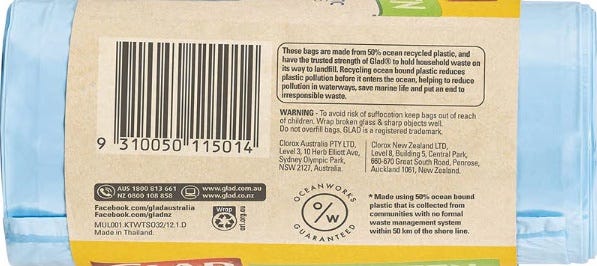 These bags are made from 50% ocean recycled plastic, and
have the trusted strength of Glad® to hold household waste on
its way to landfill. Recycling ocean bound plastic reduces
plastic pollution before it enters the ocean, helping to reduce
pollution in waterways, save marine life and put an end to
irresponsible waste.
WARNING - To avoid risk of suffocation keep bags out of reach
of children. Wrap broken glass & sharp objects well.
Do not overfill bags. GLAD is a registered trademark.
9 310050 115014
Clorox Australia PTY LTD,
Level 3, 10 Herb Elliott Ave,
Sydney Olympic Park,
NSW 2127, Australia.
Clorox New Zealand LTD,
Level 8, Building 5, Central Park,
660-670 Great South Road, Penrose,
Auckland 1061, New Zealand.
AUS 1800 813 661
NZ 0800 108 858
www.glad.com.au
www.glad.co.nz
Facebook.com/gladaustralia
Facebook.com/gladnz
MUL001.KTWTSO32/12.1.D
Made in Thailand.
Wrap
arl.org.au
OCEANWORKS
O/W
GUARANTEED
* Made using 50% ocean bound
plastic that is collected from
communities with no formal
waste management system
within 50 km of the shore line.